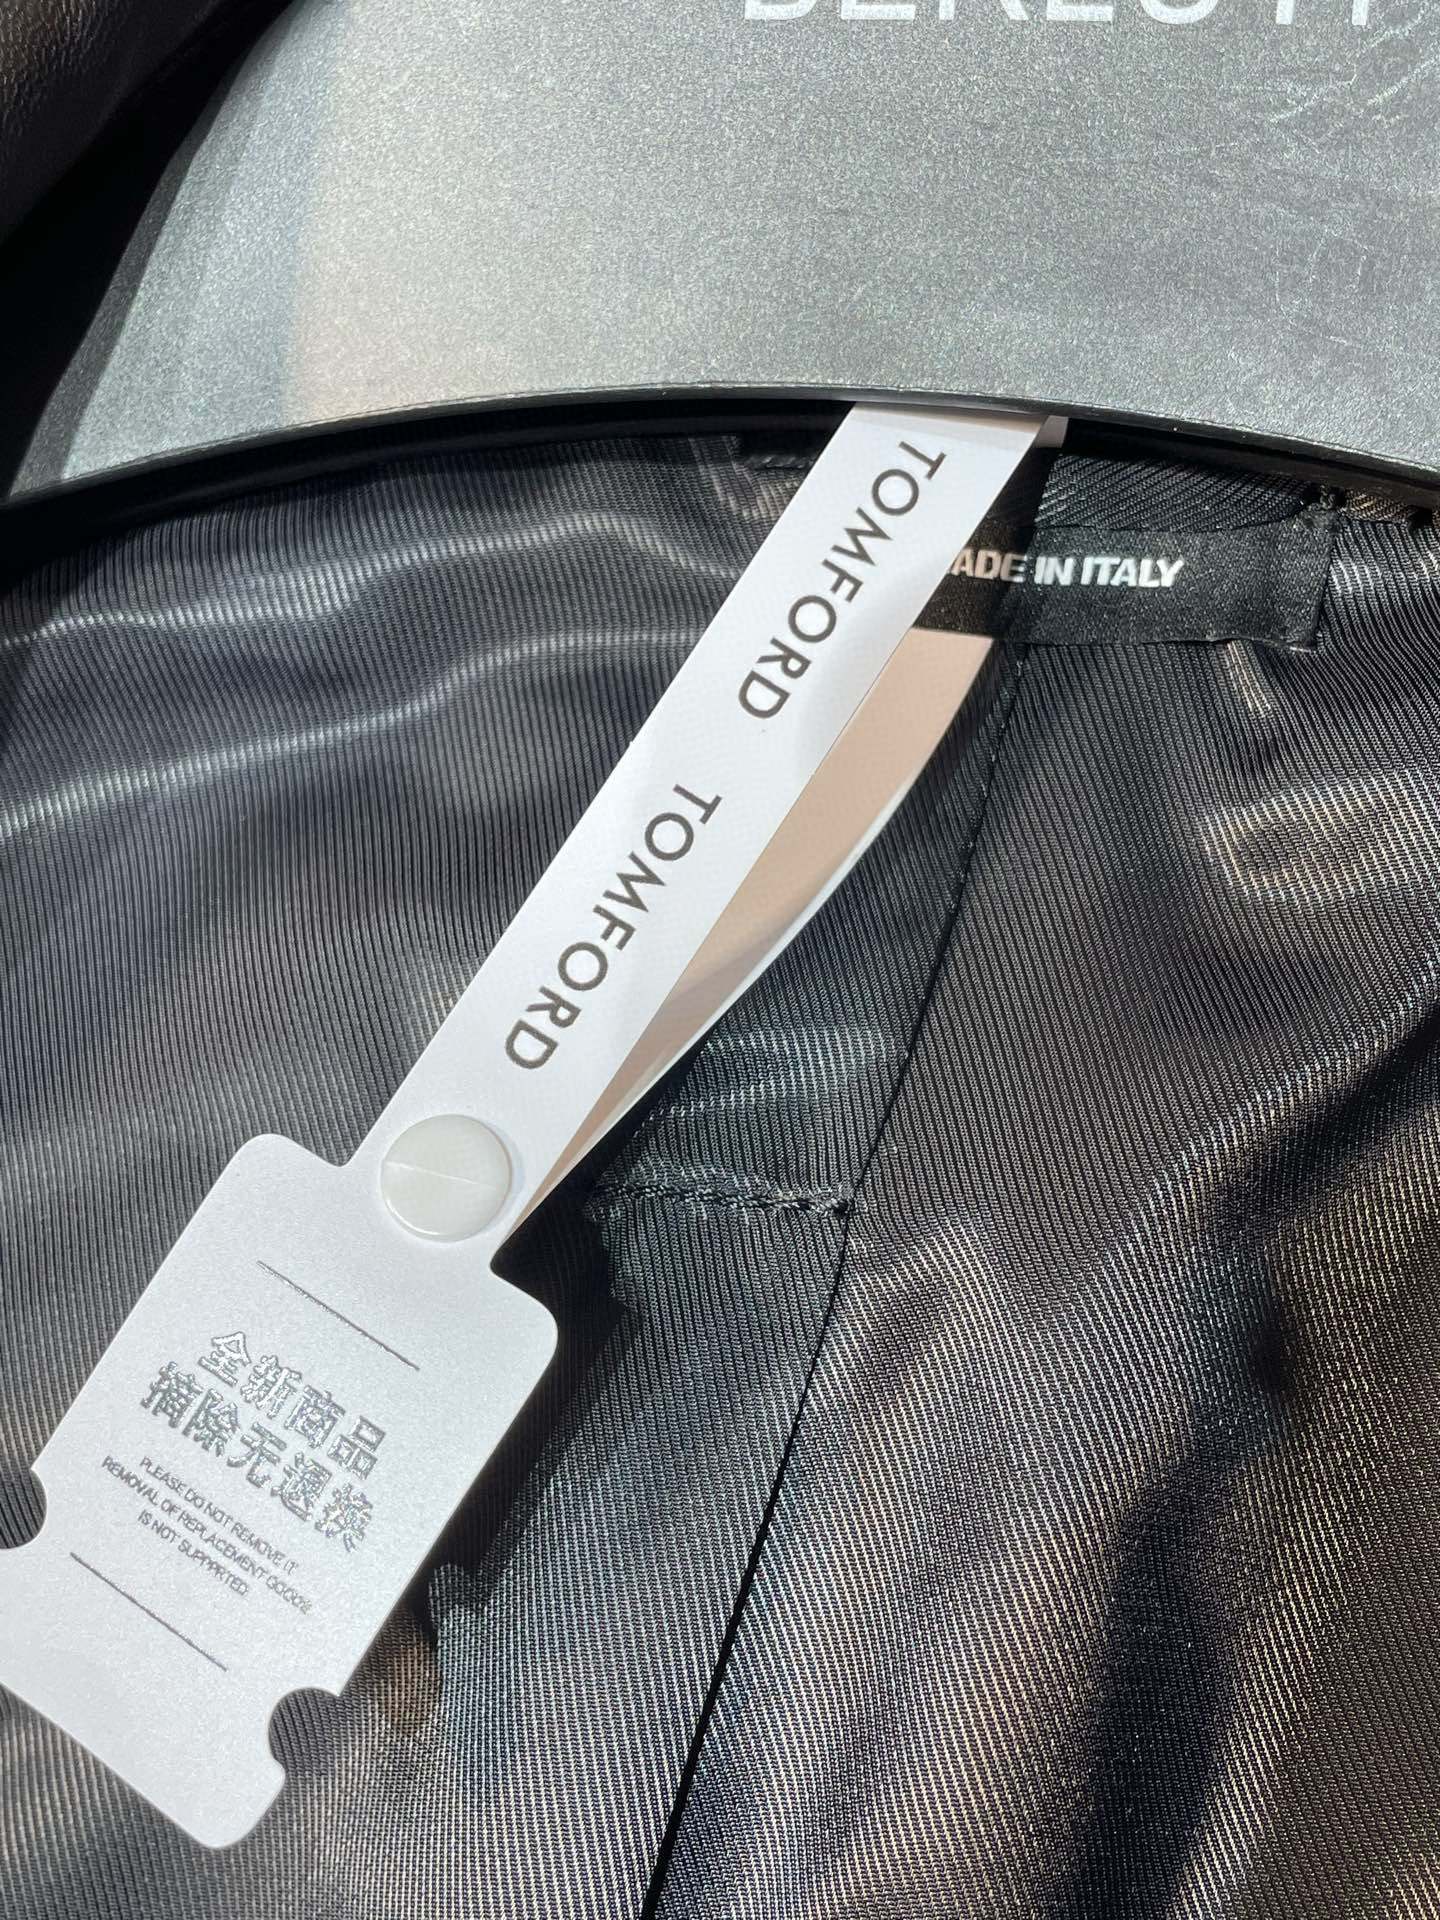 TOMFORD TOMFORD
ADE IN ITALY
全新商品
摘除无退换
PLEASE DO NOT REMOVE IT
REMOVAL OF REPLACEMENT GOODS
IS NOT SUPPPRTED